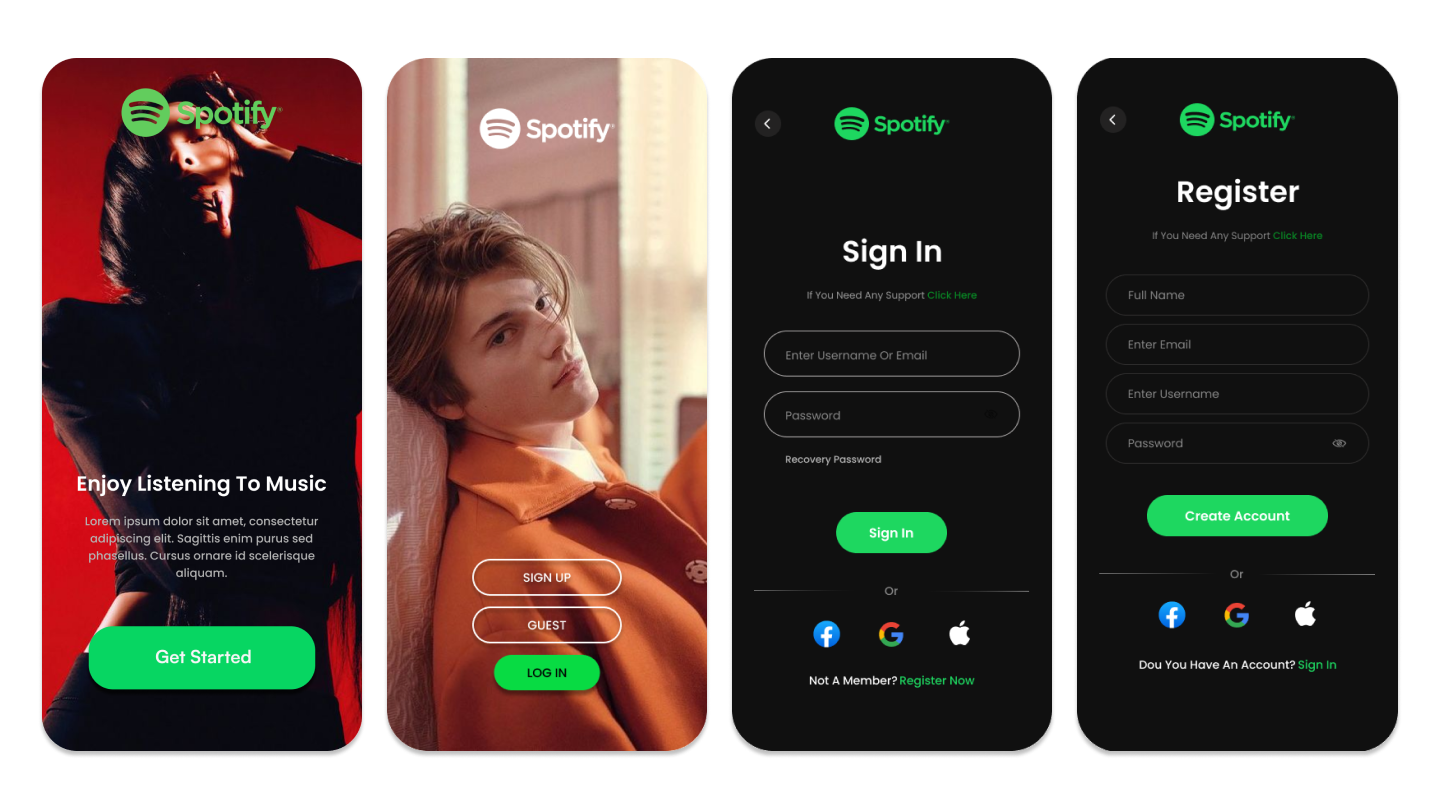 Spotify®
Enjoy Listening To Music
Lorem ipsum dolor sit amet, consectetur
adipiscing elit. Sagittis enim purus sed
phasellus. Cursus ornare id scelerisque
aliquam.
Get Started
Spotify®
SIGN UP
GUEST
LOG IN
Spotify®
Sign In
If You Need Any Support Click Here
Enter Username Or Email
Password
Recovery Password
Sign In
Or
Not A Member? Register Now
Spotify®
Register
If You Need Any Support Click Here
Full Name
Enter Email
Enter Username
Password
Create Account
Or
Dou You Have An Account? Sign In